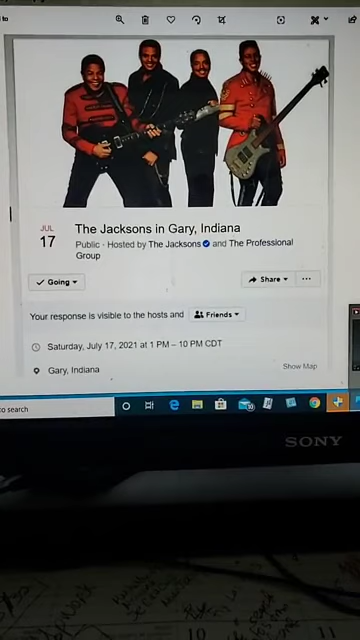 JUL
17
The Jacksons in Gary, Indiana
Public · Hosted by The Jacksons and The Professional
Group
Going
Share
Your response is visible to the hosts and Friends
Saturday, July 17, 2021 at 1 PM – 10 PM CDT
Gary, Indiana
Show Map
to search
SONY